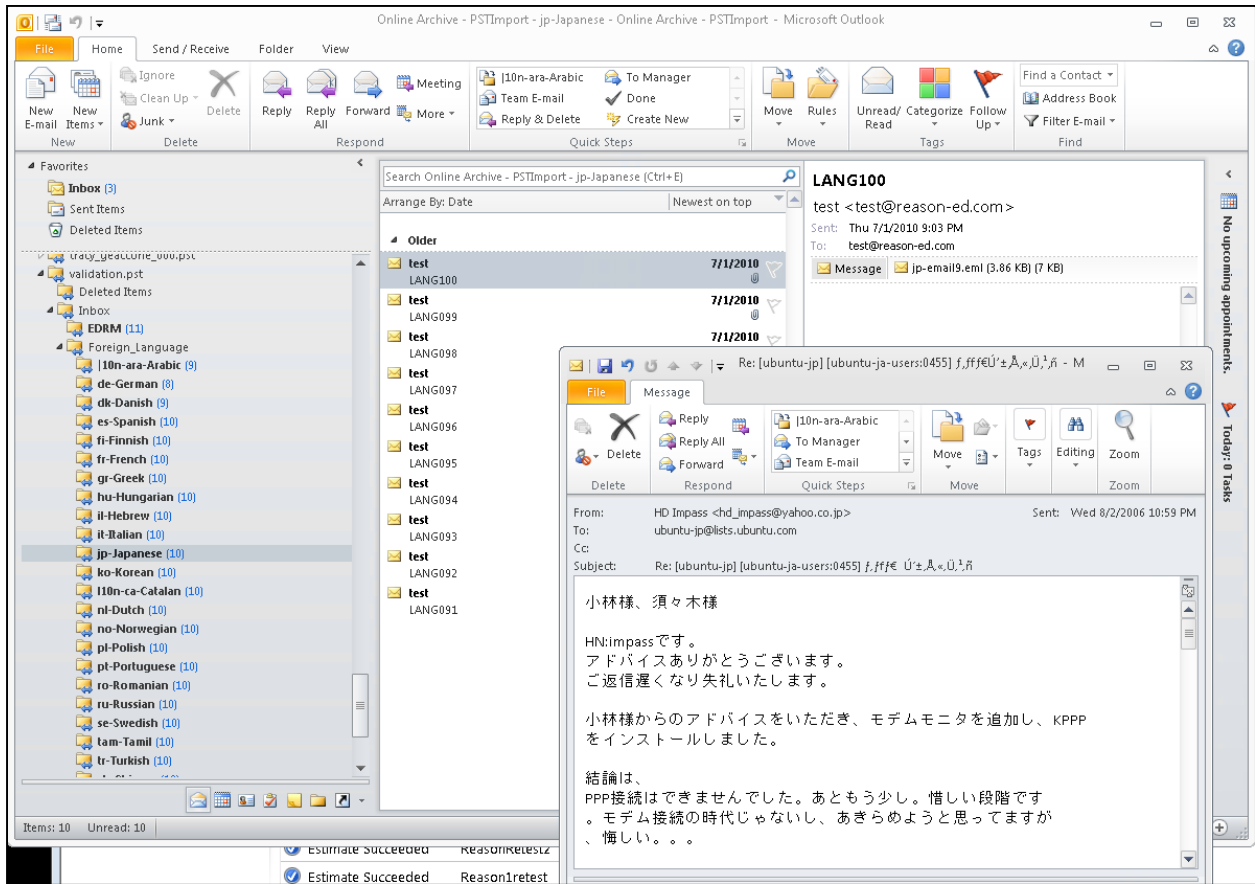 Online Archive - PSTImport - jp-Japanese - Online Archive - PSTImport - Microsoft Outlook
File Home Send / Receive Folder View
New E-mail
New Items
Ignore
Clean Up
Junk
Delete
Reply
Reply All
Forward
Meeting
More
|10n-ara-Arabic
Team E-mail
Reply & Delete
To Manager
Done
Create New
Move
Rules
Unread/ Read
Categorize
Follow Up
Find a Contact
Address Book
Filter E-mail
New Delete Respond Quick Steps Move Tags Find
Favorites
Inbox (3)
Sent Items
Deleted Items
validation.pst
Deleted Items
Inbox
EDRM (11)
Foreign_Language
|10n-ara-Arabic (9)
de-German (8)
dk-Danish (9)
es-Spanish (10)
fi-Finnish (10)
fr-French (10)
gr-Greek (10)
hu-Hungarian (10)
il-Hebrew (10)
it-Italian (10)
jp-Japanese (10)
ko-Korean (10)
l10n-ca-Catalan (10)
nl-Dutch (10)
no-Norwegian (10)
pl-Polish (10)
pt-Portuguese (10)
ro-Romanian (10)
ru-Russian (10)
se-Swedish (10)
tam-Tamil (10)
tr-Turkish (10)
Items: 10 Unread: 10
Search Online Archive - PSTImport - jp-Japanese (Ctrl+E)
Arrange By: Date Newest on top
Older
test 7/1/2010
LANG100
test 7/1/2010
LANG099
test 7/1/2010
LANG098
test
LANG097
test
LANG096
test
LANG095
test
LANG094
test
LANG093
test
LANG092
test
LANG091
LANG100
test <test@reason-ed.com>
Sent: Thu 7/1/2010 9:03 PM
To: test@reason-ed.com
Message jp-email9.eml (3.86 KB) (7 KB)
No upcoming appointments.
Today: 0 Tasks
Re: [ubuntu-jp] [ubuntu-ja-users:0455]
File Message
Delete
Reply
Reply All
Forward
|10n-ara-Arabic
To Manager
Team E-mail
Move
Tags
Editing
Zoom
Delete Respond Quick Steps Move Zoom
From: HD Impass <hd_impass@yahoo.co.jp> Sent: Wed 8/2/2006 10:59 PM
To: ubuntu-jp@lists.ubuntu.com
Cc:
Subject: Re: [ubuntu-jp] [ubuntu-ja-users:0455]
小林様、須々木様
HN:impassです。
アドバイスありがとうございます。
ご返信遅くなり失礼いたします。
小林様からのアドバイスをいただき、モデムモニタを追加し、KPPP
をインストールしました。
結論は、
PPP接続はできませんでした。あともう少し。惜しい段階です
。モデム接続の時代じゃないし、あきらめようと思ってますが
、悔しい。。。
Estimate Succeeded ReasonRetest2
Estimate Succeeded Reason1retest